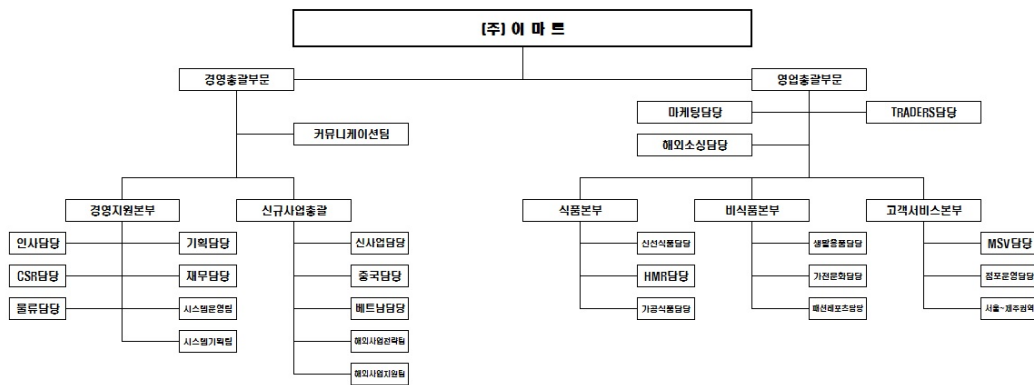 (주) 이 마 트
경영총괄부문
영업총괄부문
마케팅담당
TRADERS담당
커뮤니케이션팀
해외소싱담당
경영지원본부
신규사업총괄
식품본부
비식품본부
고객서비스본부
인사담당
기획담당
신사업담당
신선식품담당
생활용품담당
MSV담당
CSR담당
재무담당
중국담당
HMR담당
가전문화담당
점포운영담당
물류담당
시스템운영팀
베트남담당
가공식품담당
패션레포츠담당
서울~제주권역
시스템기획팀
해외사업전략팀
해외사업지원팀